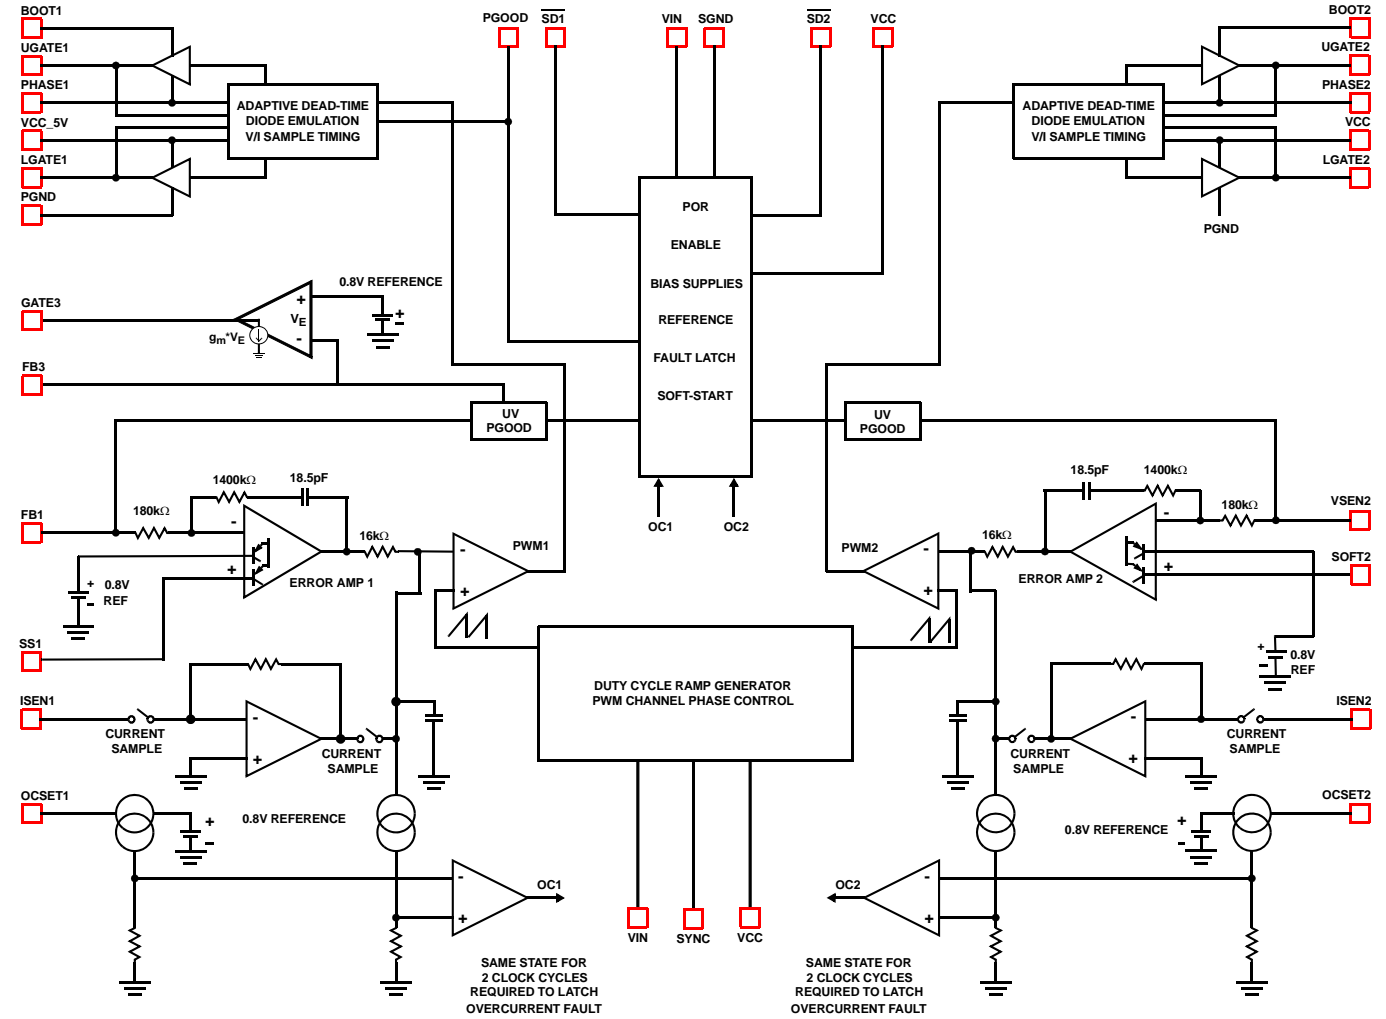 BOOT1
UGATE1
PHASE1
VCC_5V
LGATE1
PGND
ADAPTIVE DEAD-TIME
DIODE EMULATION
V/I SAMPLE TIMING
PGOOD
SD1
VIN
SGND
SD2
VCC
BOOT2
UGATE2
PHASE2
VCC
LGATE2
PGND
ADAPTIVE DEAD-TIME
DIODE EMULATION
V/I SAMPLE TIMING
POR
ENABLE
BIAS SUPPLIES
REFERENCE
FAULT LATCH
SOFT-START
OC1
OC2
GATE3
0.8V REFERENCE
+
VE
gm*VE
-
+
-
FB3
UV
PGOOD
UV
PGOOD
FB1
180kΩ
1400kΩ
18.5pF
-
+
ERROR AMP 1
16kΩ
-
+
PWM1
+
-
0.8V
REF
SS1
18.5pF
1400kΩ
180kΩ
VSEN2
SOFT2
-
+
ERROR AMP 2
16kΩ
-
+
PWM2
+
-
0.8V
REF
DUTY CYCLE RAMP GENERATOR
PWM CHANNEL PHASE CONTROL
VIN
SYNC
VCC
ISEN1
CURRENT
SAMPLE
-
+
CURRENT
SAMPLE
ISEN2
CURRENT
SAMPLE
-
+
CURRENT
SAMPLE
OCSET1
+
-
0.8V REFERENCE
-
+
OC1
OCSET2
+
-
0.8V REFERENCE
-
+
OC2
SAME STATE FOR
2 CLOCK CYCLES
REQUIRED TO LATCH
OVERCURRENT FAULT
SAME STATE FOR
2 CLOCK CYCLES
REQUIRED TO LATCH
OVERCURRENT FAULT